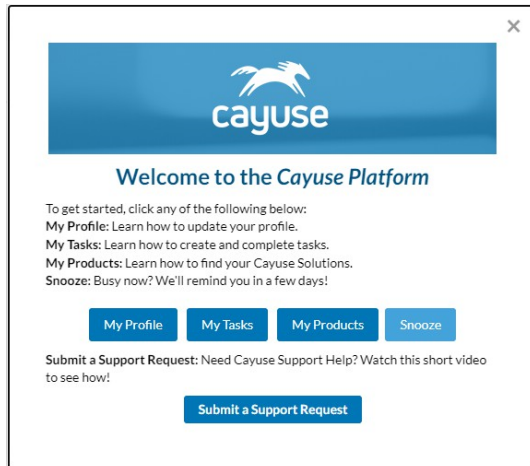 cayuse
Welcome to the Cayuse Platform
To get started, click any of the following below:
My Profile: Learn how to update your profile.
My Tasks: Learn how to create and complete tasks.
My Products: Learn how to find your Cayuse Solutions.
Snooze: Busy now? We'll remind you in a few days!
My Profile My Tasks My Products Snooze
Submit a Support Request: Need Cayuse Support Help? Watch this short video
to see how!
Submit a Support Request